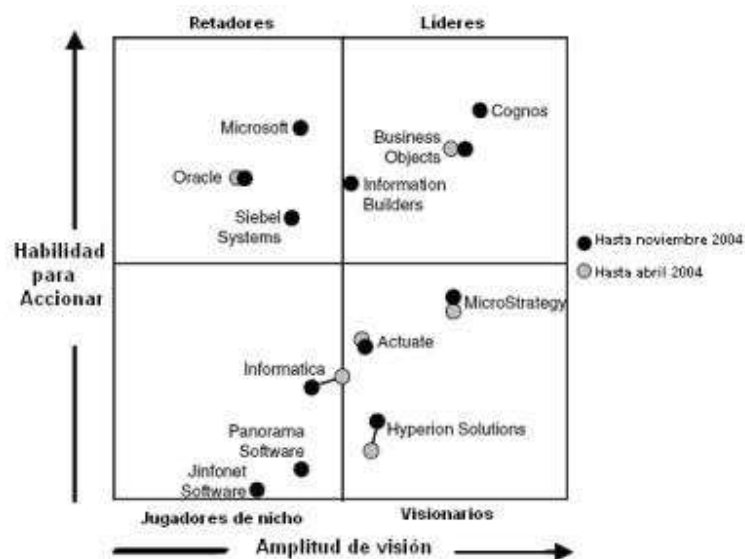 Retadores
Líderes
Microsoft
Cognos
Business
Objects
Oracle
Information
Builders
Siebel
Systems
Habilidad
para
Accionar
Hasta noviembre 2004
Hasta abril 2004
MicroStrategy
Actuate
Informatica
Hyperion Solutions
Panorama
Software
Jinfonet
Software
Jugadores de nicho
Visionarios
Amplitud de visión